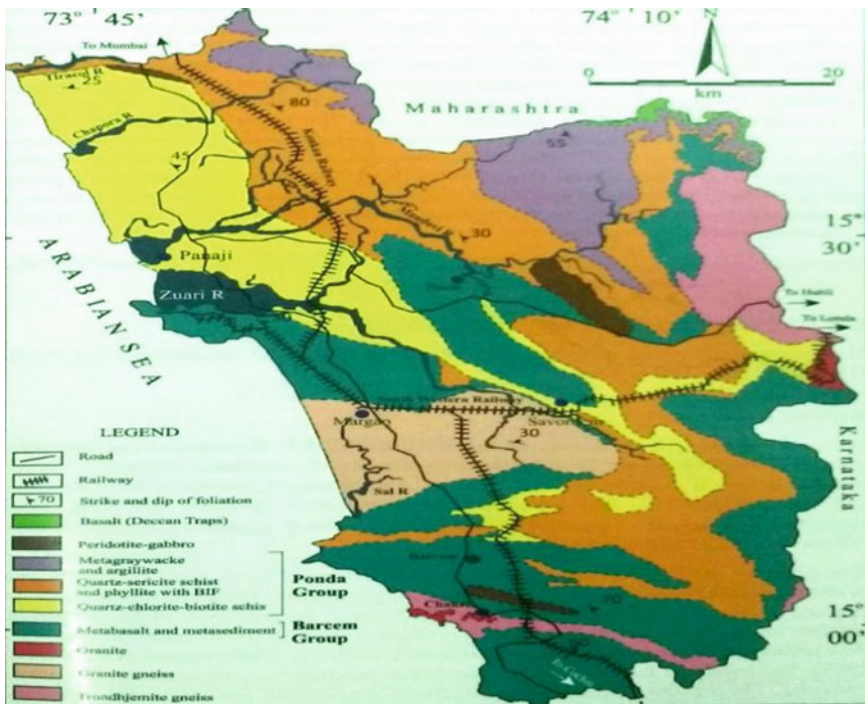 73° 45'
74° 10'
N
To Mumbai
0 20
km
Tiracol R
25
80
Maharashtra
Chapora R
55
45
Konkan Railway
Mandovi R
30
15°
30'
ARABIAN SEA
Panaji
Zuari R
To Hubli
To Londa
South Western Railway
Margao
30
Karnataka
Sal R
70
15°
00'
LEGEND
Road
Railway
70 Strike and dip of foliation
Basalt (Deccan Traps)
Peridotite-gabbro
Metagraywacke
and argillite
Quartz-sericite schist
and phyllite with BIF
Quartz-chlorite-biotite schis
Ponda
Group
Metabasalt and metasediment
Barcem
Group
Granite
Granite gneiss
Trondhjemite gneiss